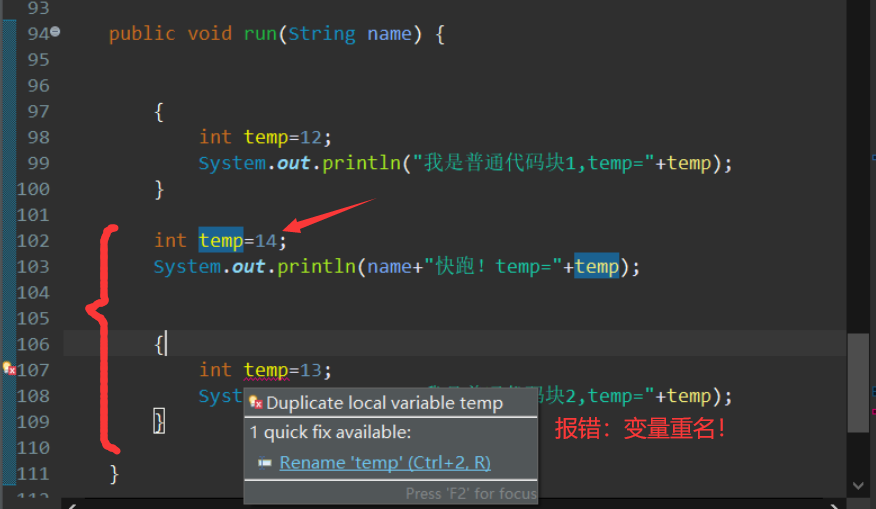 93
94 public void run(String name) {
95
96
97 {
98 int temp=12;
99 System.out.println("我是普通代码块1,temp="+temp);
100 }
101
102 int temp=14;
103 System.out.println(name+"快跑！temp="+temp);
104
105
106 {
107 int temp=13;
108 Syst 代码块2,temp="+temp);
Duplicate local variable temp
109 }
1 quick fix available:
报错：变量重名！
110
Rename 'temp' (Ctrl+2, R)
111 }
Press 'F2' for focus